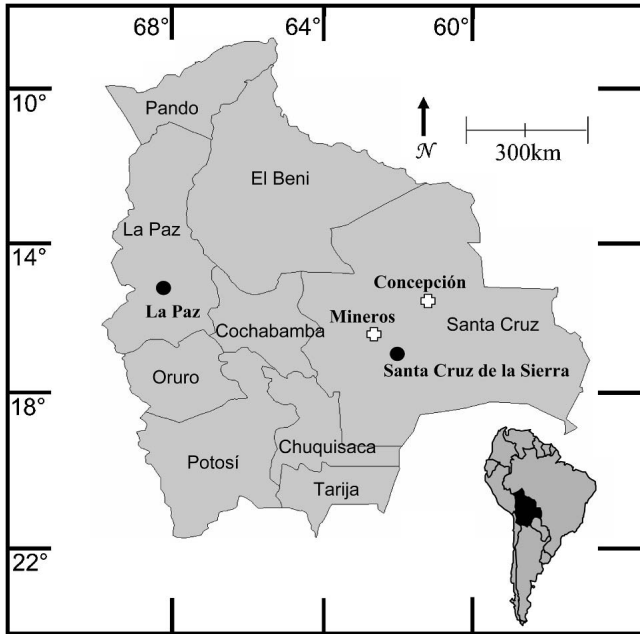 68°
64°
60°
10°
Pando
N
300km
El Beni
La Paz
14°
Concepción
La Paz
Mineros
Santa Cruz
Cochabamba
Oruro
Santa Cruz de la Sierra
18°
Chuquisaca
Potosí
Tarija
22°